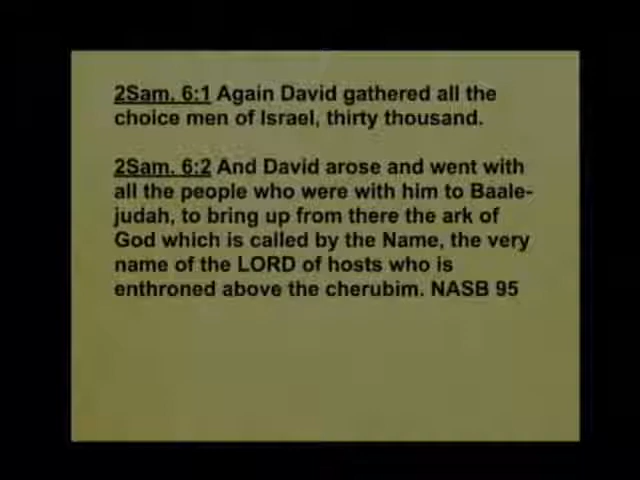 2Sam. 6:1 Again David gathered all the
choice men of Israel, thirty thousand.
2Sam. 6:2 And David arose and went with
all the people who were with him to Baale-
judah, to bring up from there the ark of
God which is called by the Name, the very
name of the LORD of hosts who is
enthroned above the cherubim. NASB 95